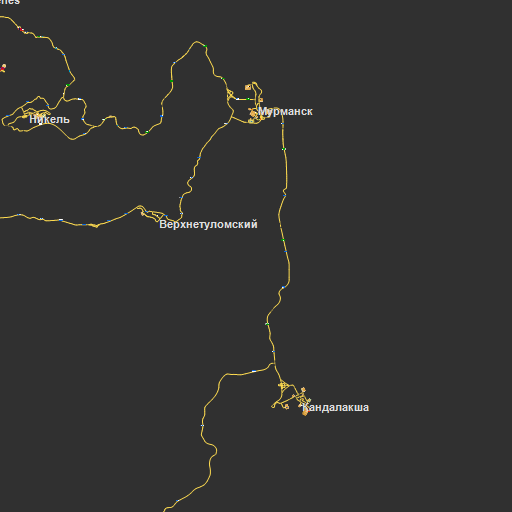 Никель
Мурманск
Верхнетуломский
Кандалакша